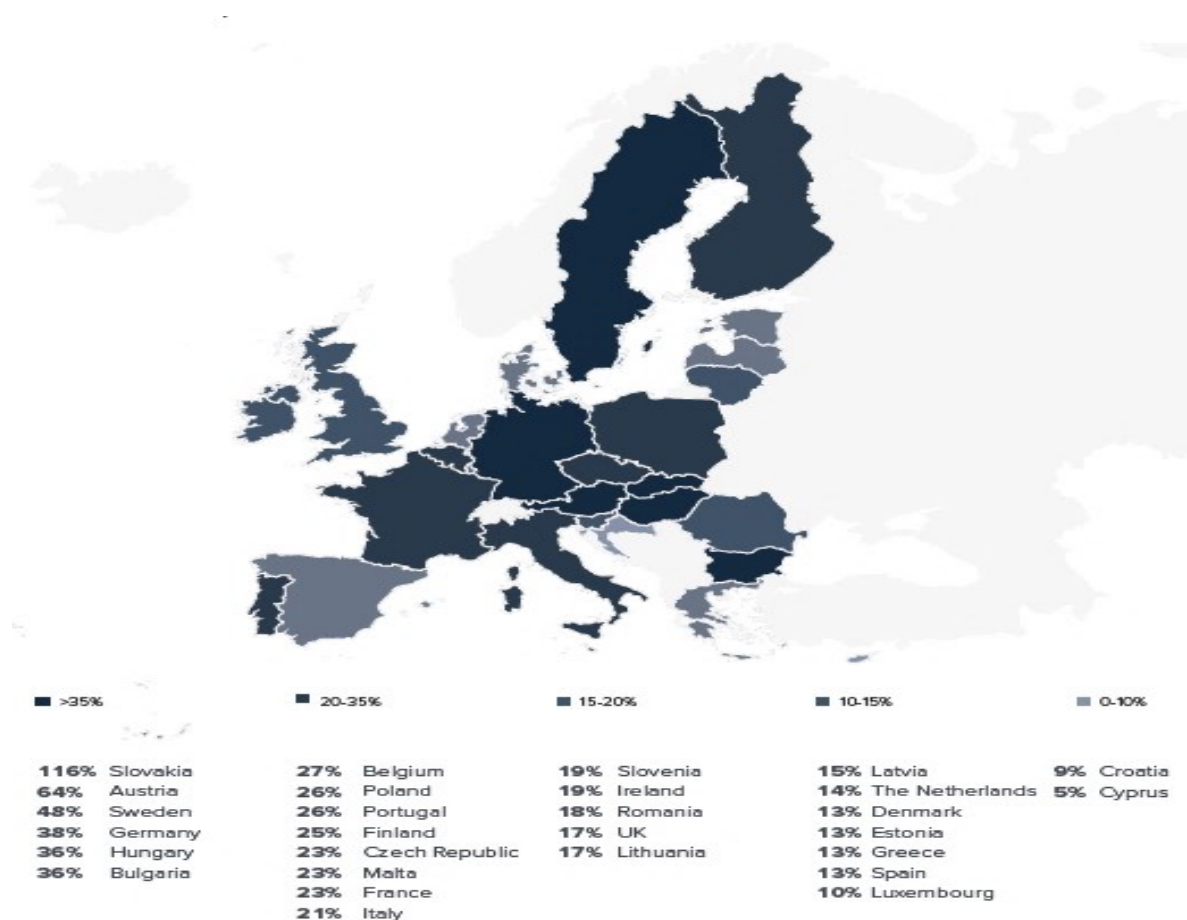 >35%
20-35%
15-20%
10-15%
0-10%
116% Slovakia
64% Austria
48% Sweden
38% Germany
36% Hungary
36% Bulgaria
27% Belgium
26% Poland
26% Portugal
25% Finland
23% Czech Republic
23% Malta
23% France
21% Italy
19% Slovenia
19% Ireland
18% Romania
17% UK
17% Lithuania
15% Latvia
14% The Netherlands
13% Denmark
13% Estonia
13% Greece
13% Spain
10% Luxembourg
9% Croatia
5% Cyprus